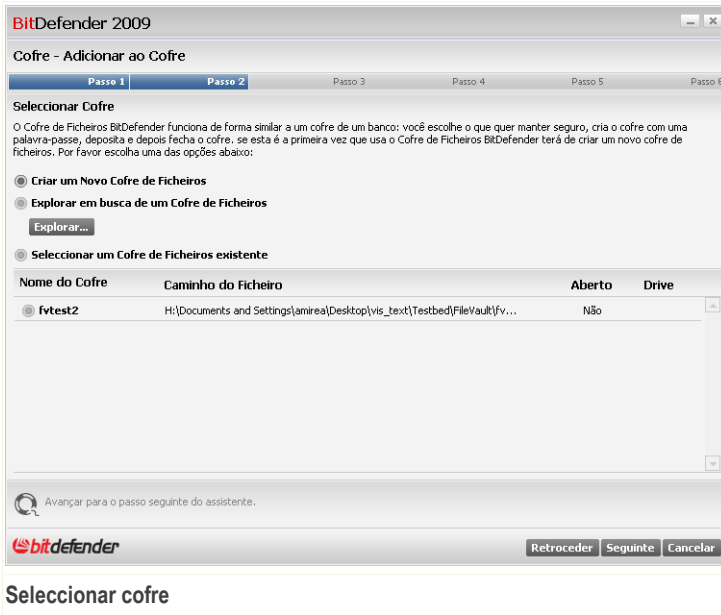 BitDefender 2009
Cofre - Adicionar ao Cofre
Passo 1 Passo 2 Passo 3 Passo 4 Passo 5 Passo 6
Seleccionar Cofre
O Cofre de Ficheiros BitDefender funciona de forma similar a um cofre de um banco: você escolhe o que quer manter seguro, cria o cofre com uma
palavra-passe, deposita e depois fecha o cofre. se esta é a primeira vez que usa o Cofre de Ficheiros BitDefender terá de criar um novo cofre de
ficheiros. Por favor escolha uma das opções abaixo:
Criar um Novo Cofre de Ficheiros
Explorar em busca de um Cofre de Ficheiros
Explorar...
Seleccionar um Cofre de Ficheiros existente
Nome do Cofre Caminho do Ficheiro Aberto Drive
fvtest2 H:\Documents and Settings\amirea\Desktop\vis_text\Testbed\FileVault\fv... Não
Avançar para o passo seguinte do assistente.
bitdefender
Retroceder Seguinte Cancelar
Seleccionar cofre